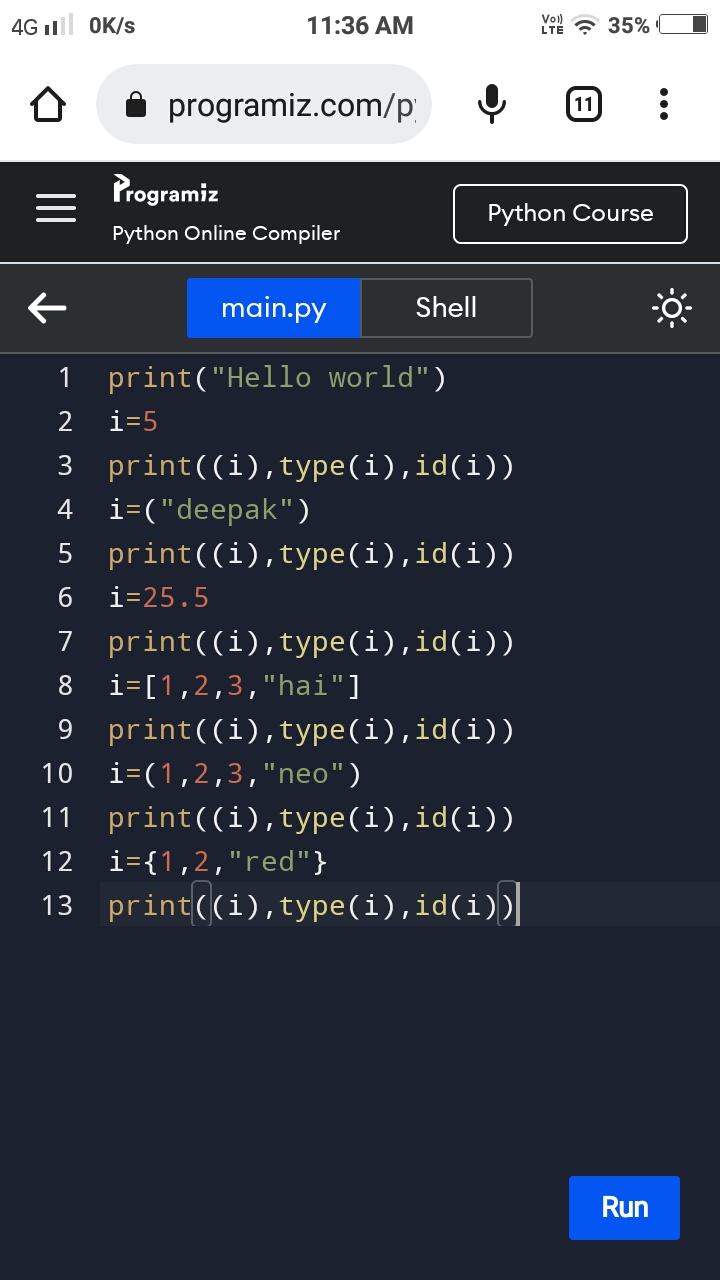 4G 0K/s 11:36 AM Vo)) LTE 35%
programiz.com/py 11
Programiz
Python Online Compiler
Python Course
main.py Shell
1 print("Hello world")
2 i=5
3 print((i),type(i),id(i))
4 i=("deepak")
5 print((i),type(i),id(i))
6 i=25.5
7 print((i),type(i),id(i))
8 i=[1,2,3,"hai"]
9 print((i),type(i),id(i))
10 i=(1,2,3,"neo")
11 print((i),type(i),id(i))
12 i={1,2,"red"}
13 print((i),type(i),id(i))
Run